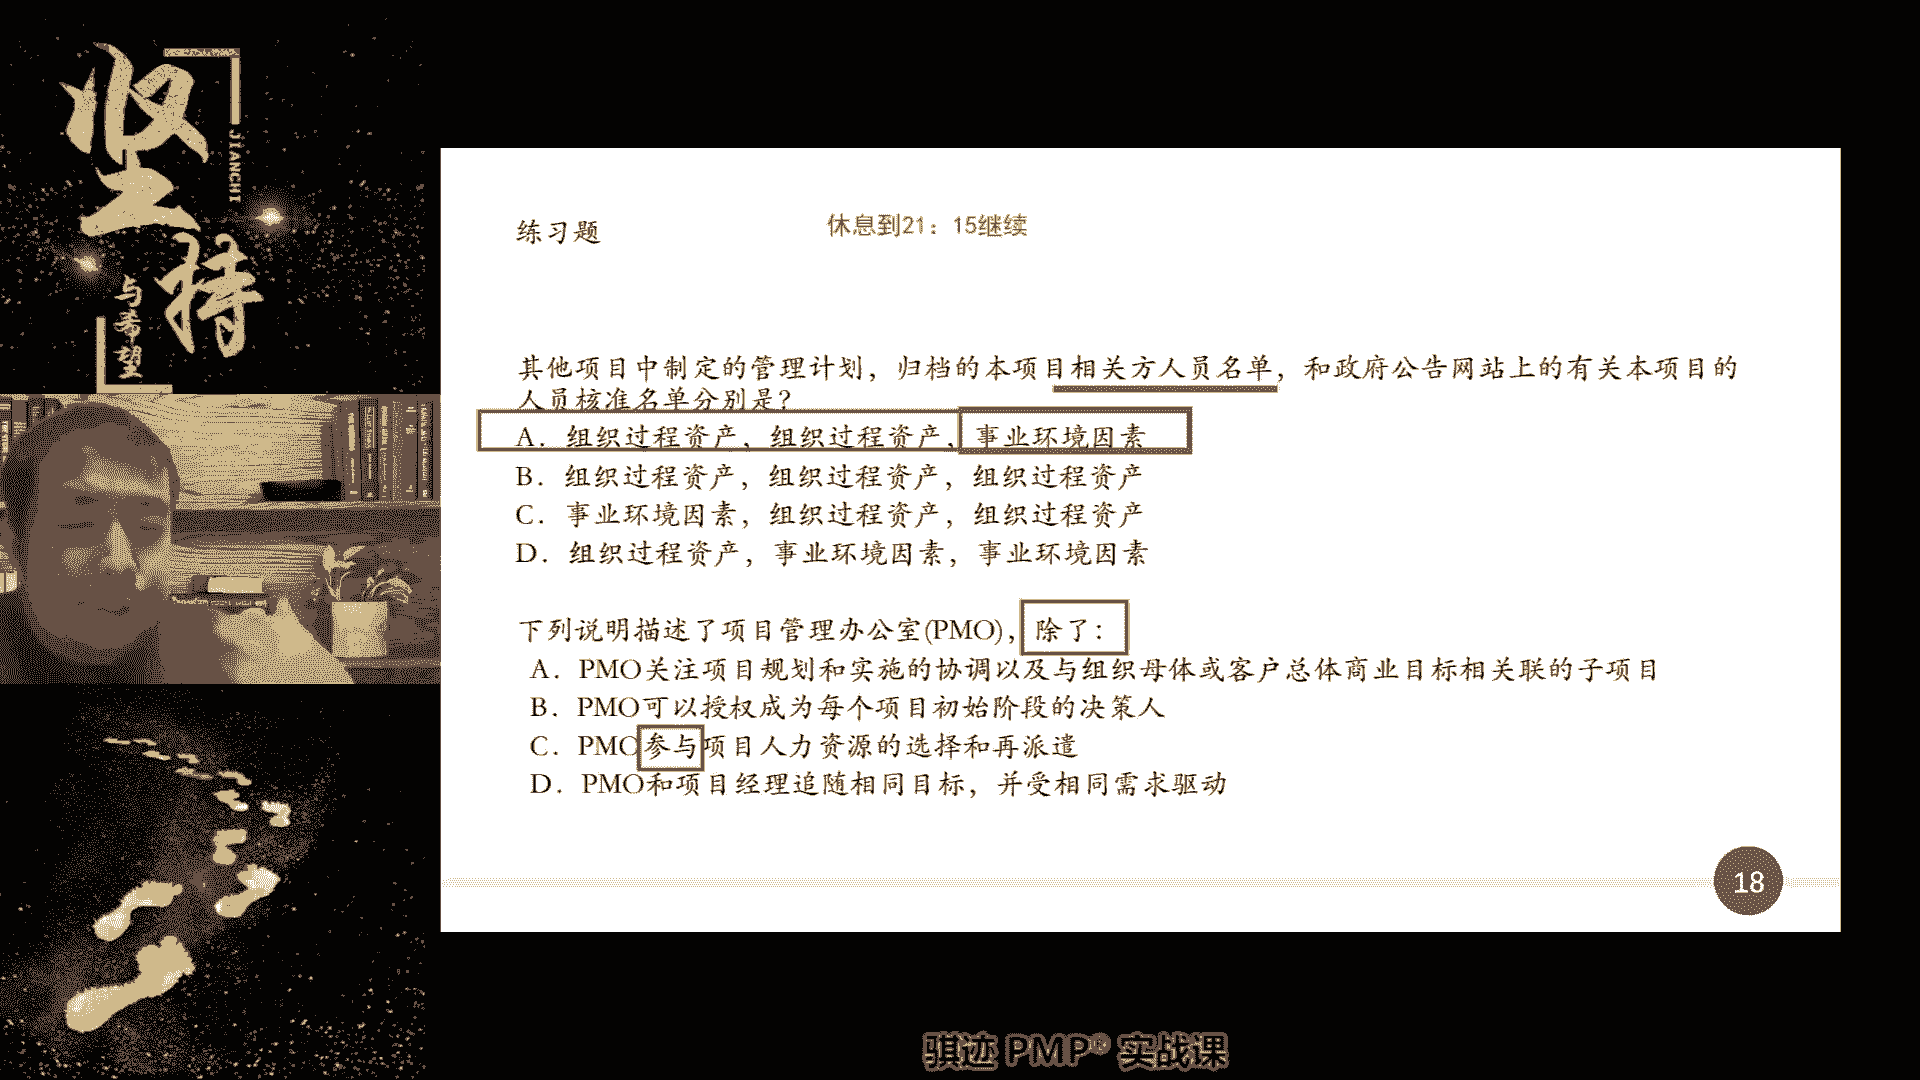 坚持
JIANCHI
与希望
练习题
休息到21：15继续
其他项目中制定的管理计划，归档的本项目相关方人员名单，和政府公告网站上的有关本项目的
人员核准名单分别是？
A．组织过程资产，组织过程资产，事业环境因素
B．组织过程资产，组织过程资产，组织过程资产
C．事业环境因素，组织过程资产，组织过程资产
D．组织过程资产，事业环境因素，事业环境因素
下列说明描述了项目管理办公室(PMO)，除了：
A．PMO关注项目规划和实施的协调以及与组织母体或客户总体商业目标相关联的子项目
B．PMO可以授权成为每个项目初始阶段的决策人
C．PMO参与项目人力资源的选择和再派遣
D．PMO和项目经理追随相同目标，并受相同需求驱动
18
骐迹 PMP® 实战课